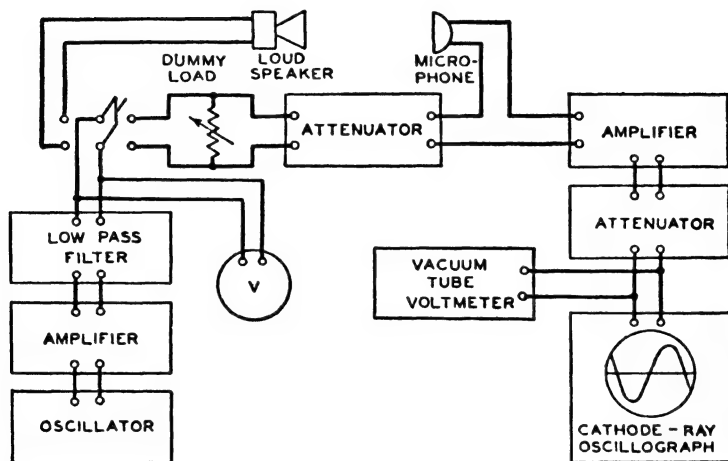 DUMMY
LOAD
LOUD
SPEAKER
MICRO-
PHONE
ATTENUATOR
AMPLIFIER
ATTENUATOR
LOW PASS
FILTER
V
VACUUM
TUBE
VOLTMETER
AMPLIFIER
OSCILLATOR
CATHODE-RAY
OSCILLOGRAPH